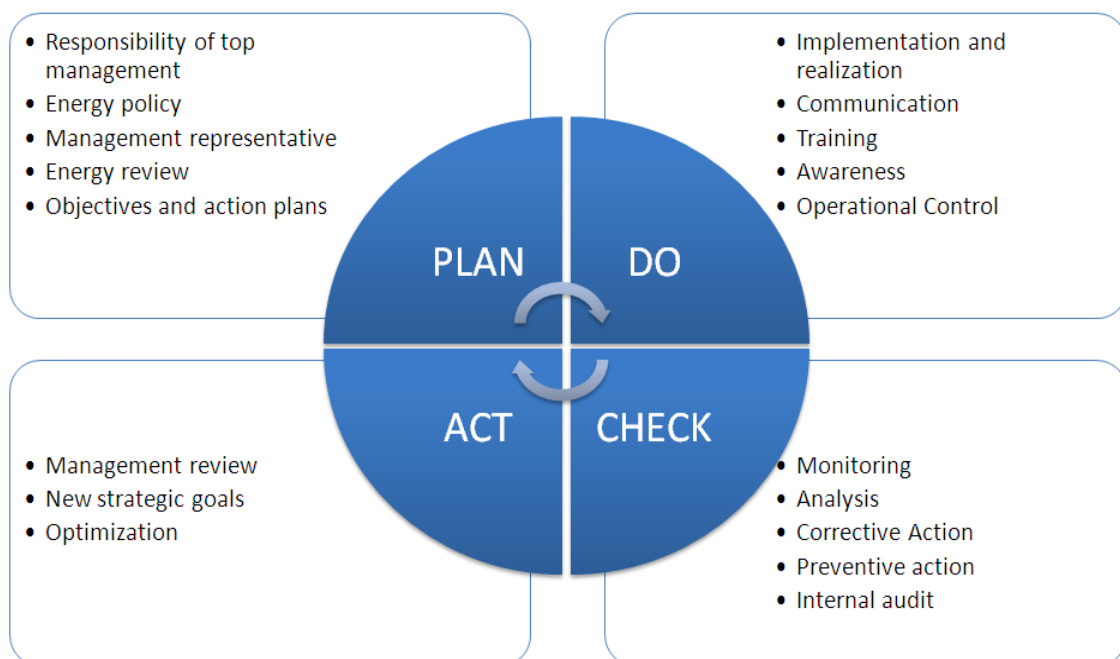 • Responsibility of top
management
• Energy policy
• Management representative
• Energy review
• Objectives and action plans
• Implementation and
realization
• Communication
• Training
• Awareness
• Operational Control
PLAN
DO
ACT
CHECK
• Management review
• New strategic goals
• Optimization
• Monitoring
• Analysis
• Corrective Action
• Preventive action
• Internal audit